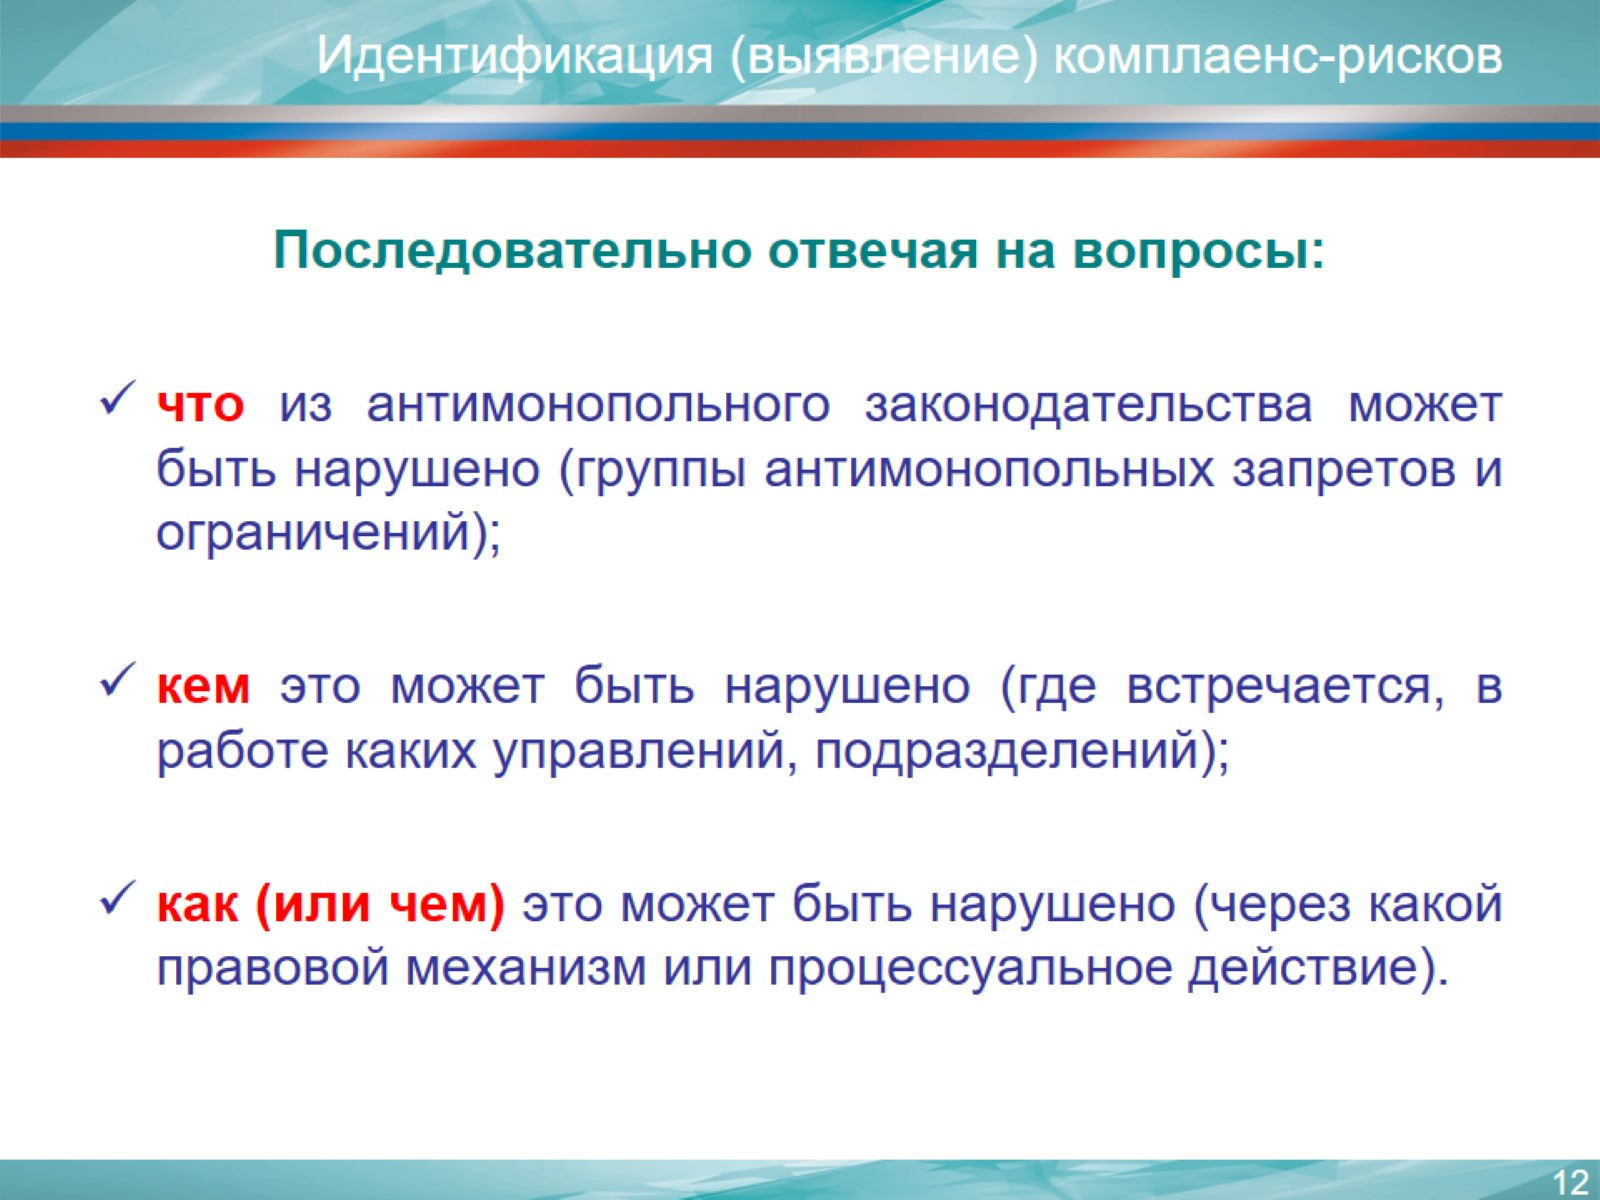 Идентификация (выявление) комплаенс-рисков
Последовательно отвечая на вопросы:
✓ что из антимонопольного законодательства может
быть нарушено (группы антимонопольных запретов и
ограничений);
✓ кем это может быть нарушено (где встречается, в
работе каких управлений, подразделений);
✓ как (или чем) это может быть нарушено (через какой
правовой механизм или процессуальное действие).
12